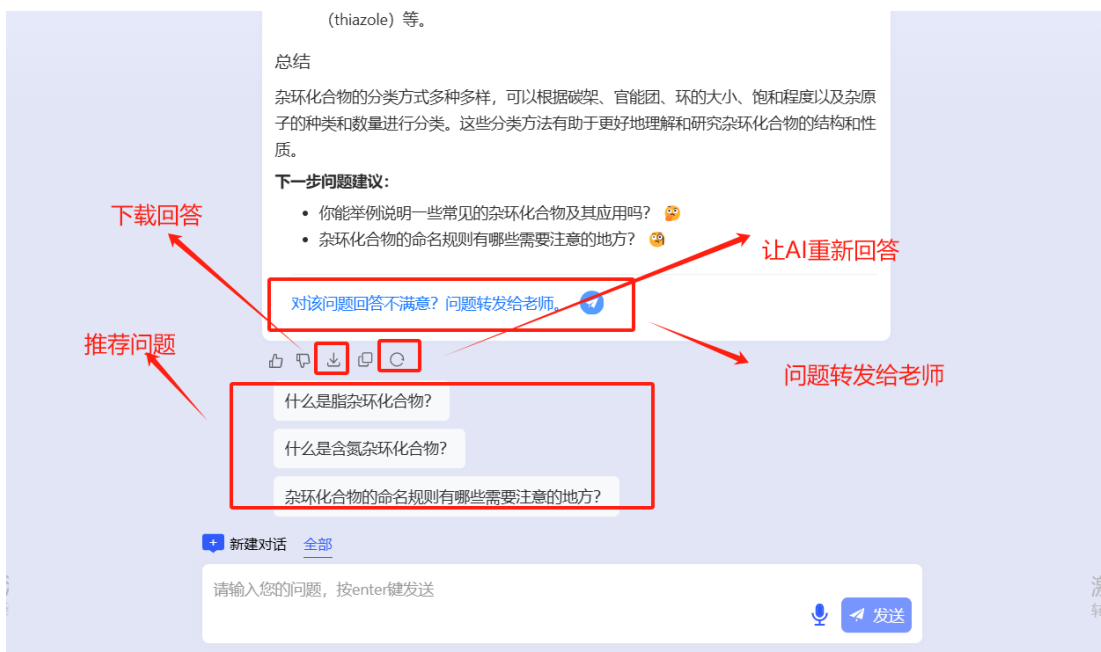 （thiazole）等。
总结
杂环化合物的分类方式多种多样，可以根据碳架、官能团、环的大小、饱和程度以及杂原
子的种类和数量进行分类。这些分类方法有助于更好地理解和研究杂环化合物的结构和性
质。
下一步问题建议：
• 你能举例说明一些常见的杂环化合物及其应用吗？ 🤔
• 杂环化合物的命名规则有哪些需要注意的地方？ 🧐
下载回答
让AI重新回答
对该问题回答不满意？问题转发给老师。
推荐问题
问题转发给老师
什么是脂杂环化合物？
什么是含氮杂环化合物？
杂环化合物的命名规则有哪些需要注意的地方？
新建对话 全部
请输入您的问题，按enter键发送
发送